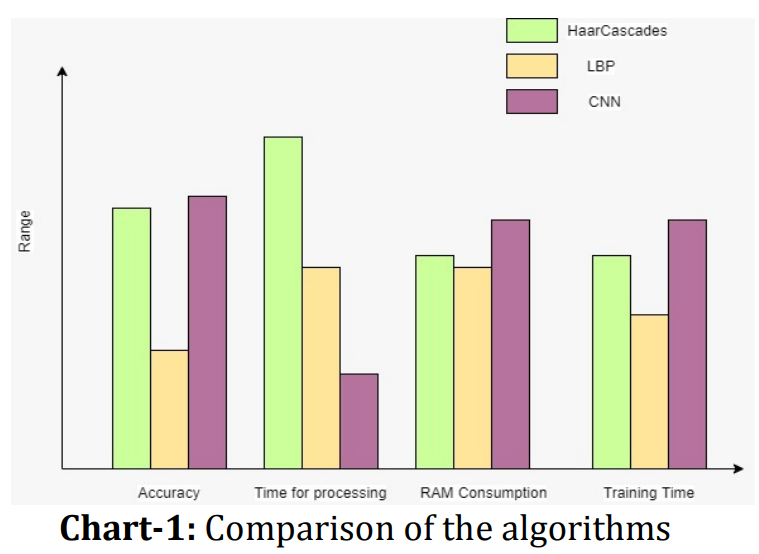 HaarCascades
LBP
CNN
Range
Accuracy
Time for processing
RAM Consumption
Training Time
Chart-1: Comparison of the algorithms